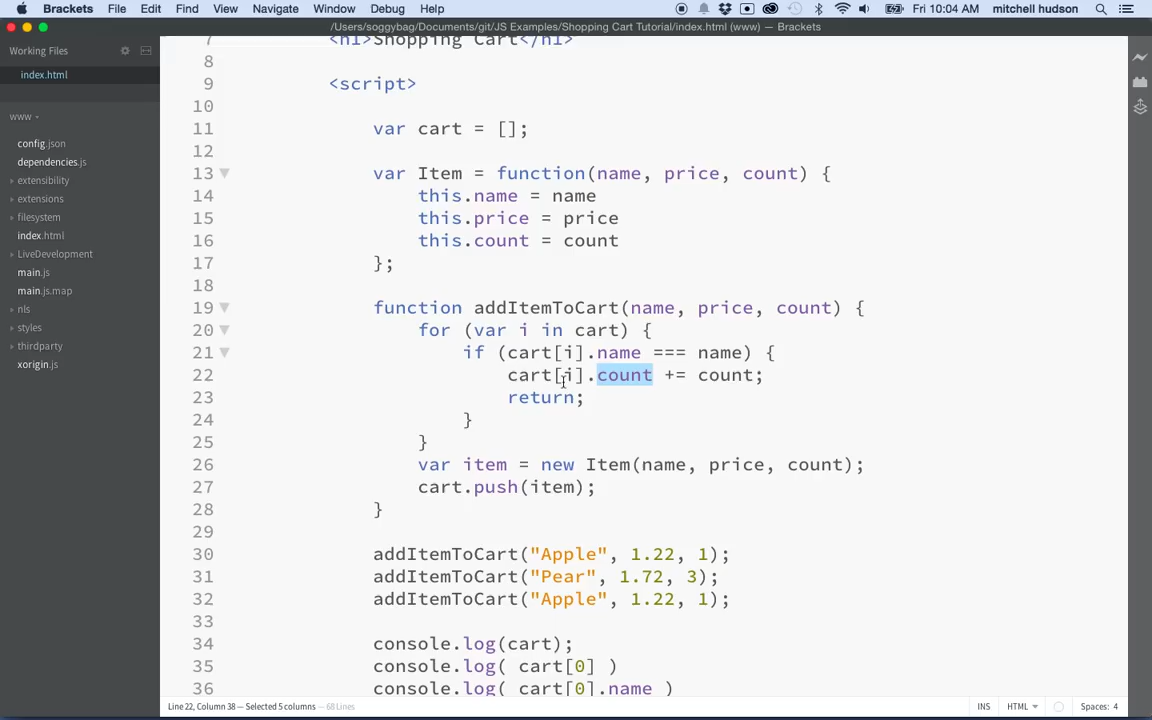 Brackets File Edit Find View Navigate Window Debug Help Fri 10:04 AM mitchell hudson
/Users/soggybag/Documents/git/JS Examples/Shopping Cart Tutorial/index.html (www) — Brackets
Working Files
index.html
www
config.json
dependencies.js
extensibility
extensions
filesystem
index.html
LiveDevelopment
main.js
main.js.map
nls
styles
thirdparty
xorigin.js
7 <h1>Shopping Cart</h1>
8
9 <script>
10
11 var cart = [];
12
13 var Item = function(name, price, count) {
14 this.name = name
15 this.price = price
16 this.count = count
17 };
18
19 function addItemToCart(name, price, count) {
20 for (var i in cart) {
21 if (cart[i].name === name) {
22 cart[i].count += count;
23 return;
24 }
25 }
26 var item = new Item(name, price, count);
27 cart.push(item);
28 }
29
30 addItemToCart("Apple", 1.22, 1);
31 addItemToCart("Pear", 1.72, 3);
32 addItemToCart("Apple", 1.22, 1);
33
34 console.log(cart);
35 console.log( cart[0] )
36 console.log( cart[0].name )
Line 22, Column 38 — Selected 5 columns — 68 Lines INS HTML Spaces: 4